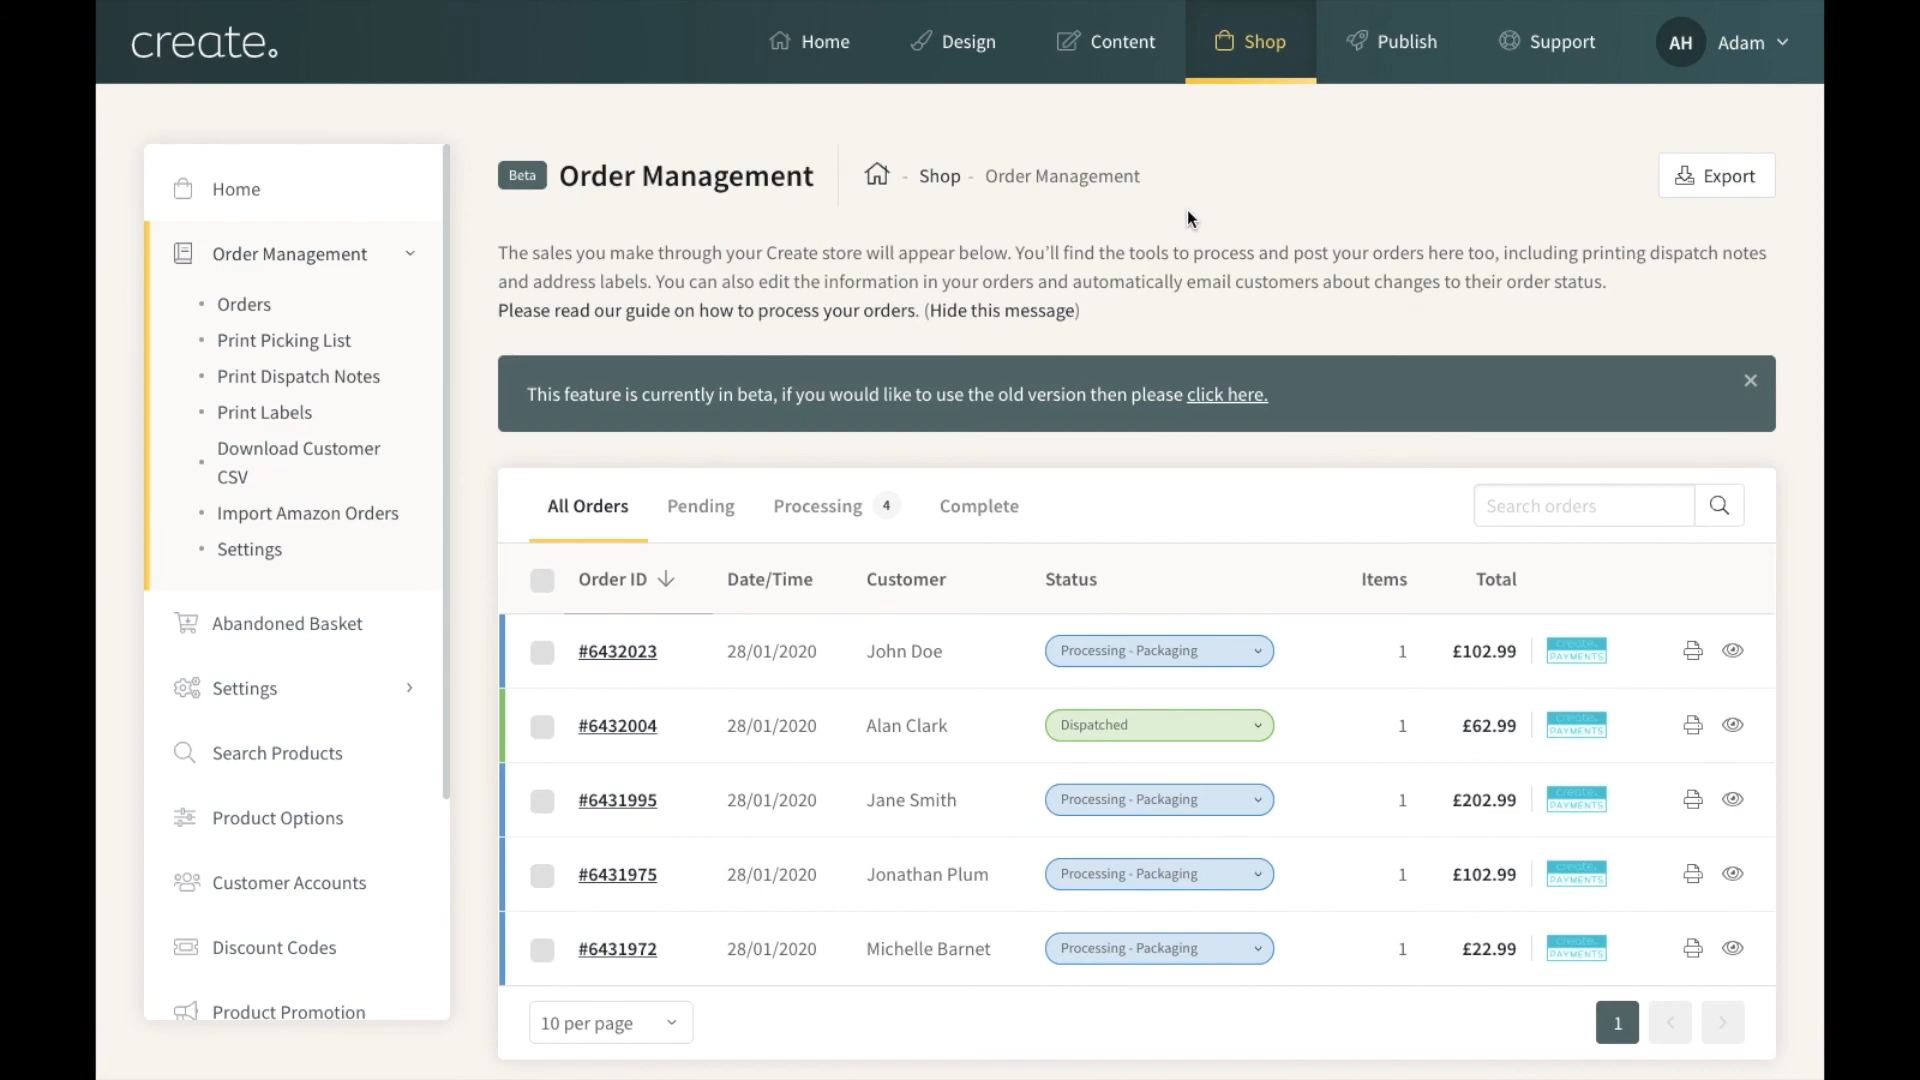 create.
Home
Design
Content
Shop
Publish
Support
AH
Adam
Home
Order Management
Orders
Print Picking List
Print Dispatch Notes
Print Labels
Download Customer
CSV
Import Amazon Orders
Settings
Abandoned Basket
Settings
Search Products
Product Options
Customer Accounts
Discount Codes
Product Promotion
Beta
Order Management
- Shop - Order Management
Export
The sales you make through your Create store will appear below. You'll find the tools to process and post your orders here too, including printing dispatch notes
and address labels. You can also edit the information in your orders and automatically email customers about changes to their order status.
Please read our guide on how to process your orders. (Hide this message)
This feature is currently in beta, if you would like to use the old version then please click here.
All Orders Pending Processing 4 Complete
Search orders
Order ID Date/Time Customer Status Items Total
#6432023 28/01/2020 John Doe Processing - Packaging 1 £102.99 create. PAYMENTS
#6432004 28/01/2020 Alan Clark Dispatched 1 £62.99 create. PAYMENTS
#6431995 28/01/2020 Jane Smith Processing - Packaging 1 £202.99 create. PAYMENTS
#6431975 28/01/2020 Jonathan Plum Processing - Packaging 1 £102.99 create. PAYMENTS
#6431972 28/01/2020 Michelle Barnet Processing - Packaging 1 £22.99 create. PAYMENTS
10 per page
1